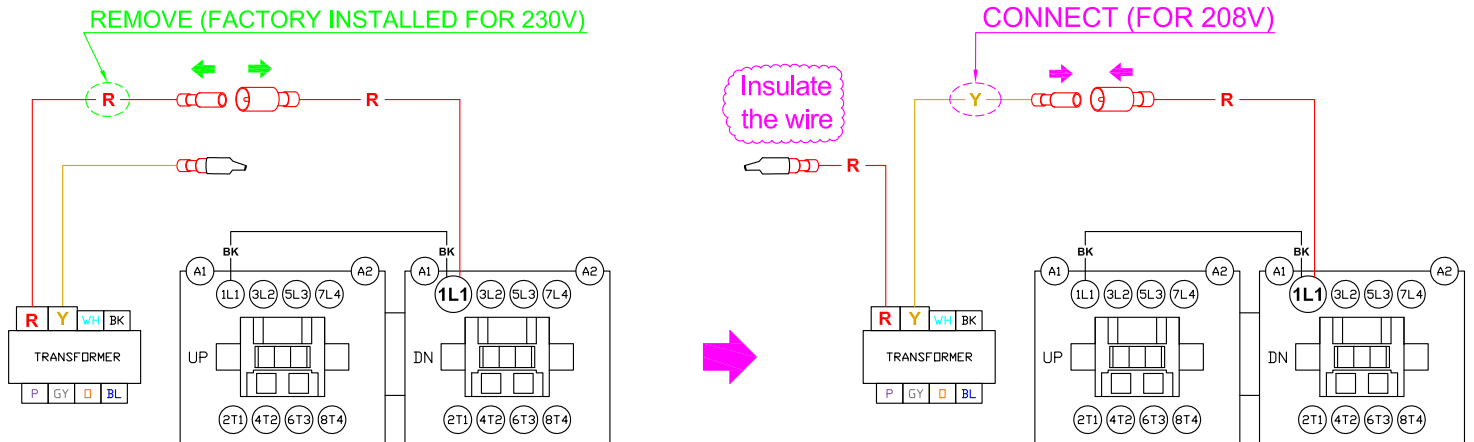 REMOVE (FACTORY INSTALLED FOR 230V)
R
R
BK
BK
A1
A2
A1
A2
1L1
3L2
5L3
7L4
1L1
3L2
5L3
7L4
R
Y
WH
BK
TRANSFORMER
P
GY
O
BL
UP
DN
2T1
4T2
6T3
8T4
2T1
4T2
6T3
8T4
CONNECT (FOR 208V)
Insulate
the wire
Y
R
R
BK
BK
A1
A2
A1
A2
1L1
3L2
5L3
7L4
1L1
3L2
5L3
7L4
R
Y
WH
BK
TRANSFORMER
P
GY
O
BL
UP
DN
2T1
4T2
6T3
8T4
2T1
4T2
6T3
8T4